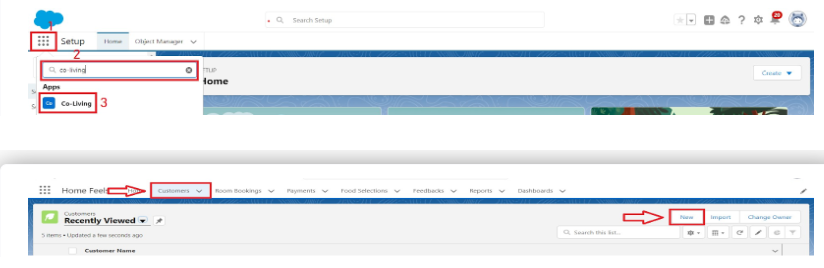 1
Search Setup
Setup Home Object Manager
2
co-living
SETUP
Home
Create
Apps
Co Co-Living 3
Home Feels Customers Room Bookings Payments Food Selections Feedbacks Reports Dashboards
Customers
Recently Viewed
New Import Change Owner
5 items • Updated a few seconds ago
Search this list...
Customer Name